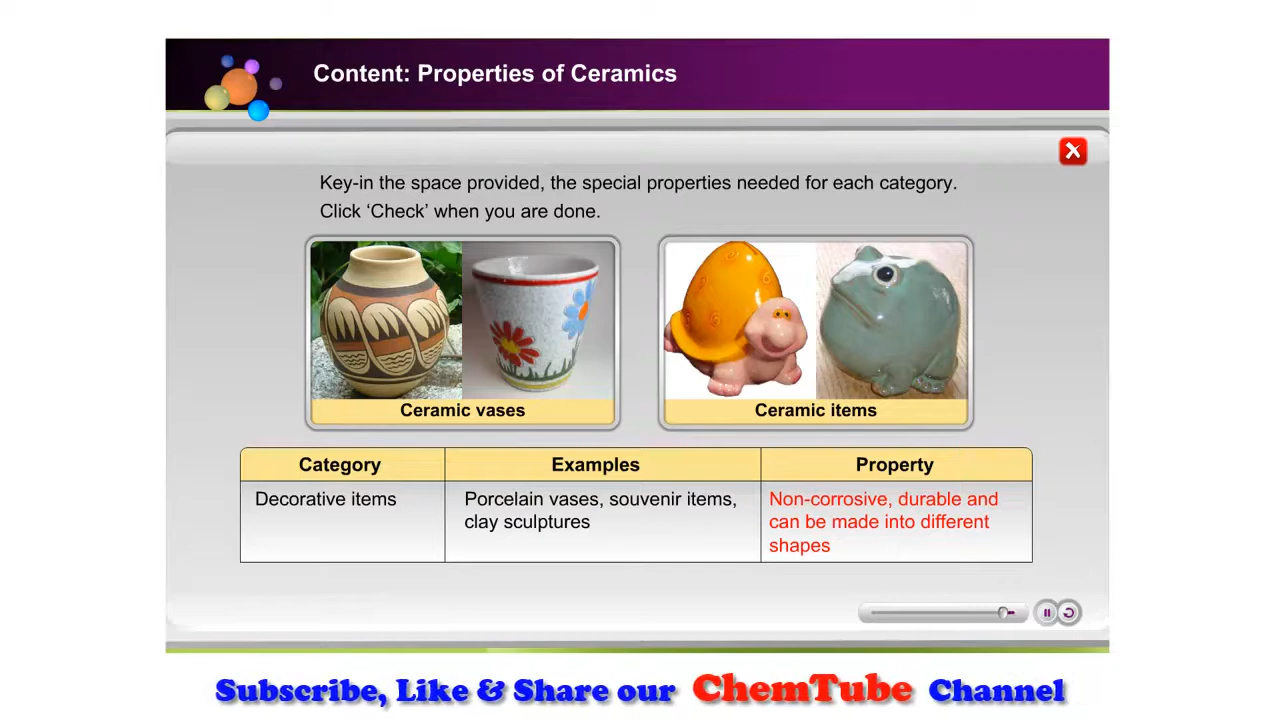 Content: Properties of Ceramics
Key-in the space provided, the special properties needed for each category.
Click ‘Check’ when you are done.
Ceramic vases
Ceramic items
Category
Examples
Property
Decorative items
Porcelain vases, souvenir items,
clay sculptures
Non-corrosive, durable and
can be made into different
shapes
Subscribe, Like & Share our ChemTube Channel